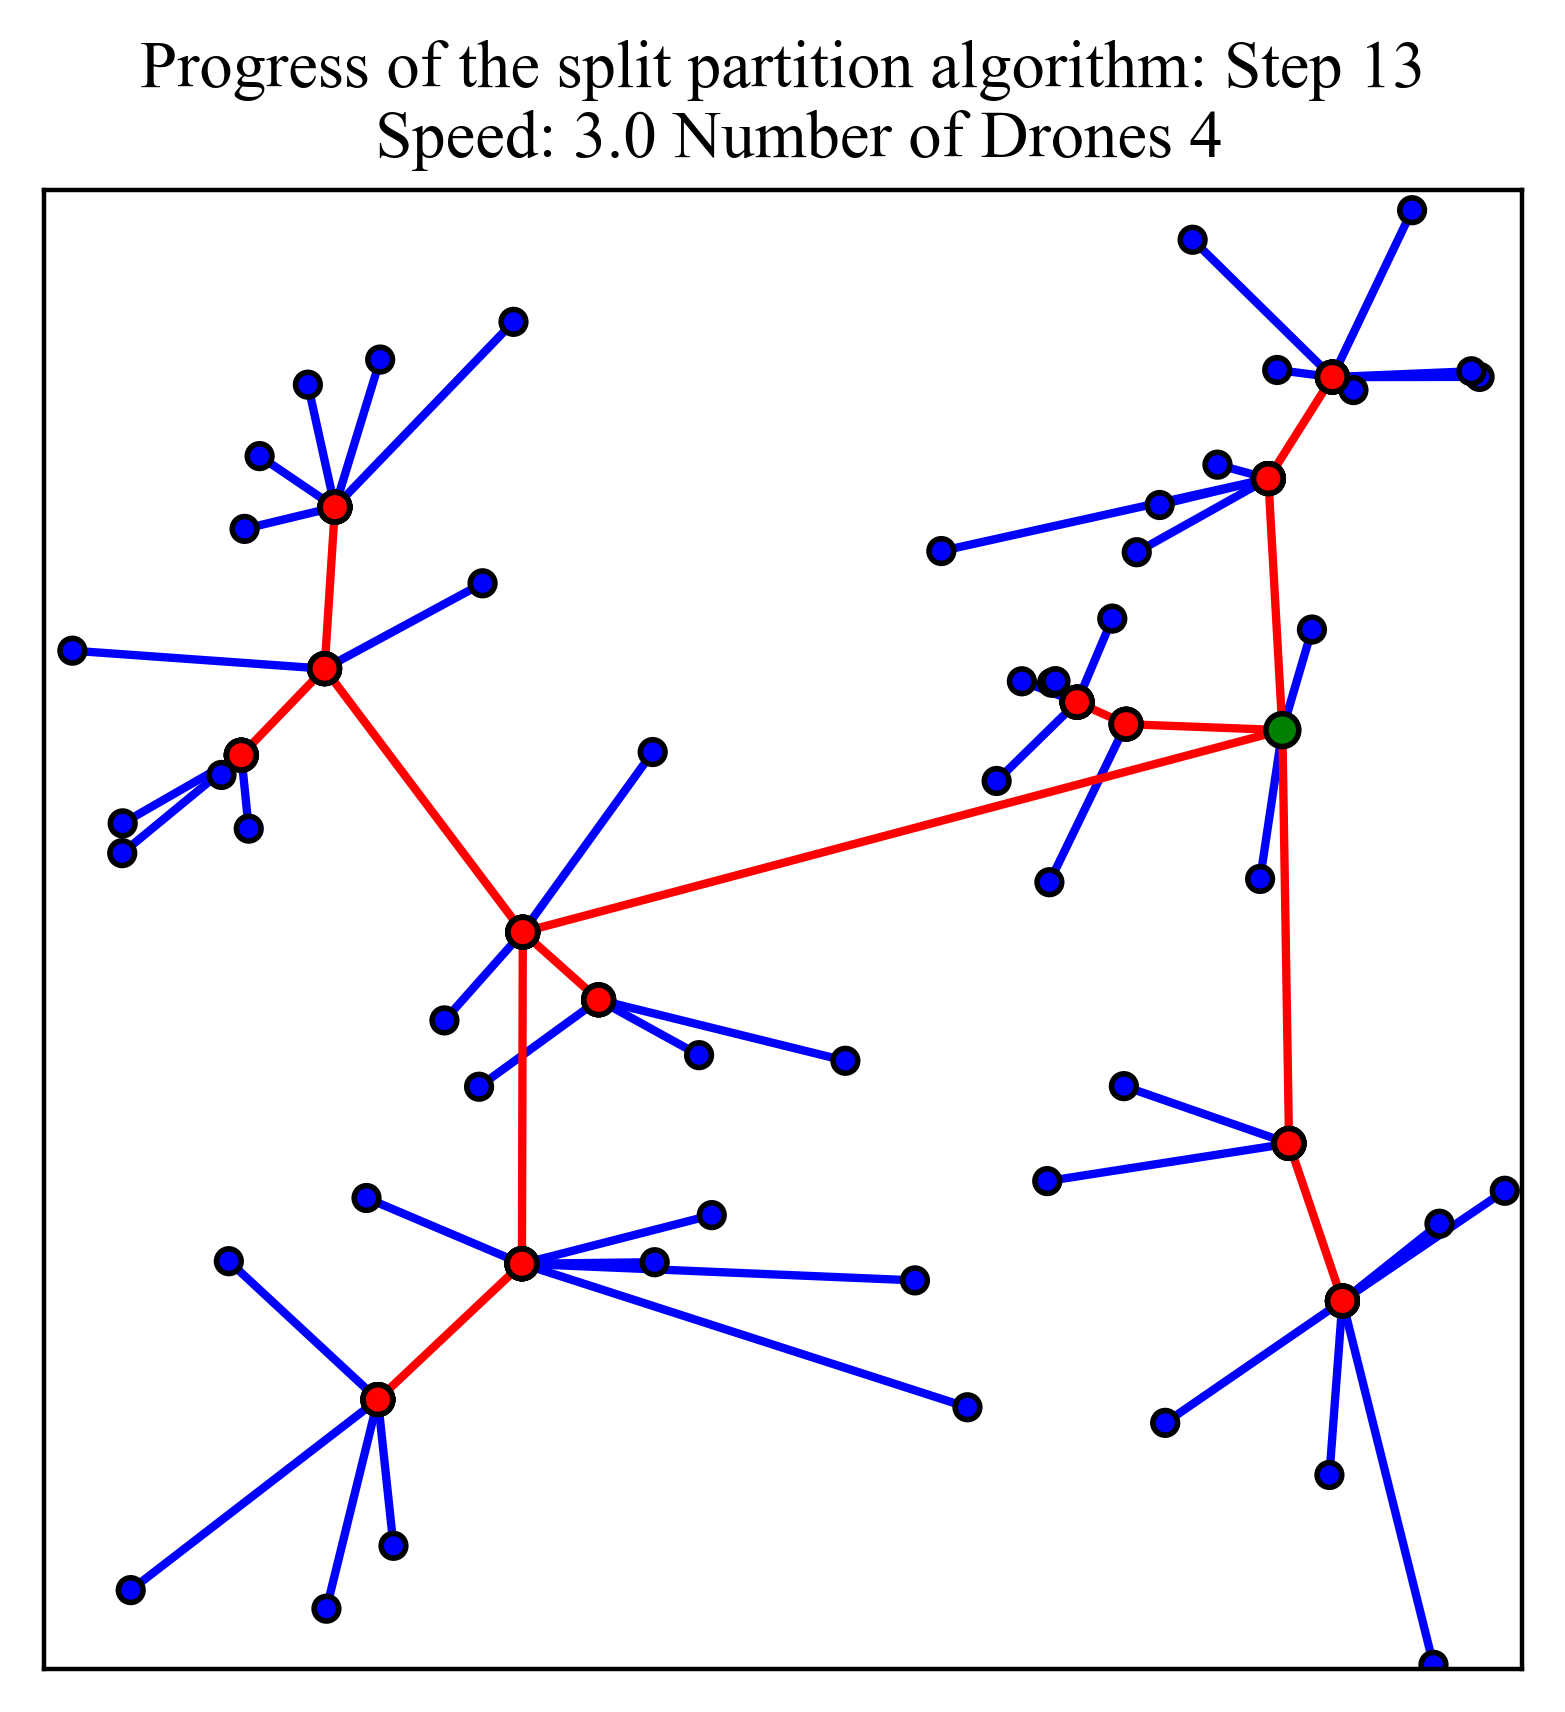 Progress of the split partition algorithm: Step 13
Speed: 3.0 Number of Drones 4